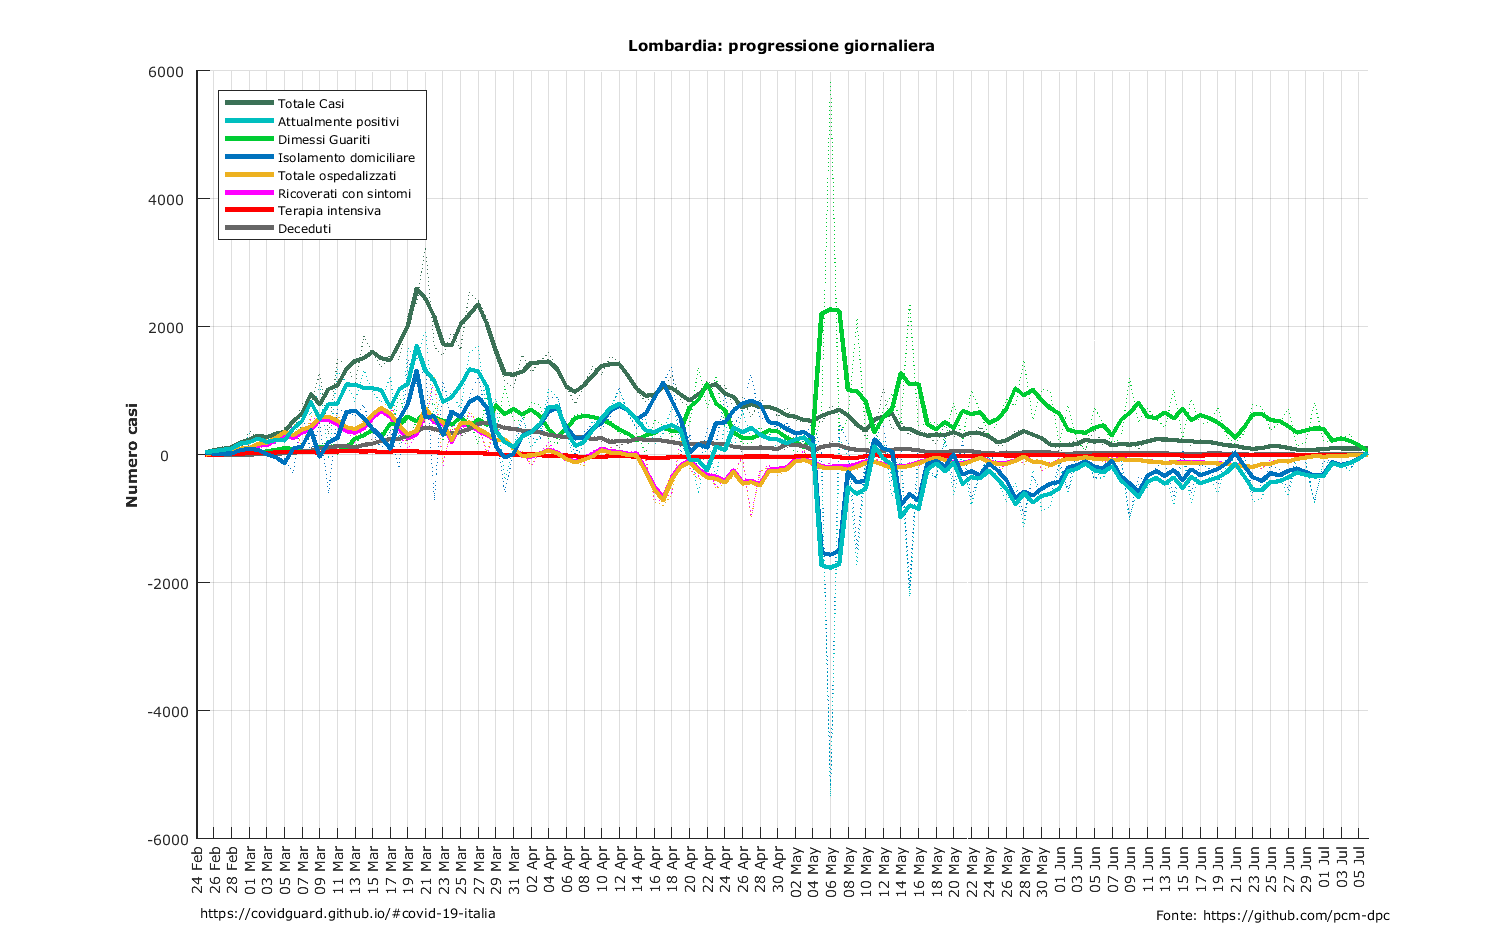 Lombardia: progressione giornaliera
6000
4000
2000
0
-2000
-4000
-6000
Numero casi
Totale Casi
Attualmente positivi
Dimessi Guariti
Isolamento domiciliare
Totale ospedalizzati
Ricoverati con sintomi
Terapia intensiva
Deceduti
24 Feb
26 Feb
28 Feb
01 Mar
03 Mar
05 Mar
07 Mar
09 Mar
11 Mar
13 Mar
15 Mar
17 Mar
19 Mar
21 Mar
23 Mar
25 Mar
27 Mar
29 Mar
31 Mar
02 Apr
04 Apr
06 Apr
08 Apr
10 Apr
12 Apr
14 Apr
16 Apr
18 Apr
20 Apr
22 Apr
24 Apr
26 Apr
28 Apr
30 Apr
02 May
04 May
06 May
08 May
10 May
12 May
14 May
16 May
18 May
20 May
22 May
24 May
26 May
28 May
30 May
01 Jun
03 Jun
05 Jun
07 Jun
09 Jun
11 Jun
13 Jun
15 Jun
17 Jun
19 Jun
21 Jun
23 Jun
25 Jun
27 Jun
29 Jun
01 Jul
03 Jul
05 Jul
https://covidguard.github.io/#covid-19-italia
Fonte: https://github.com/pcm-dpc